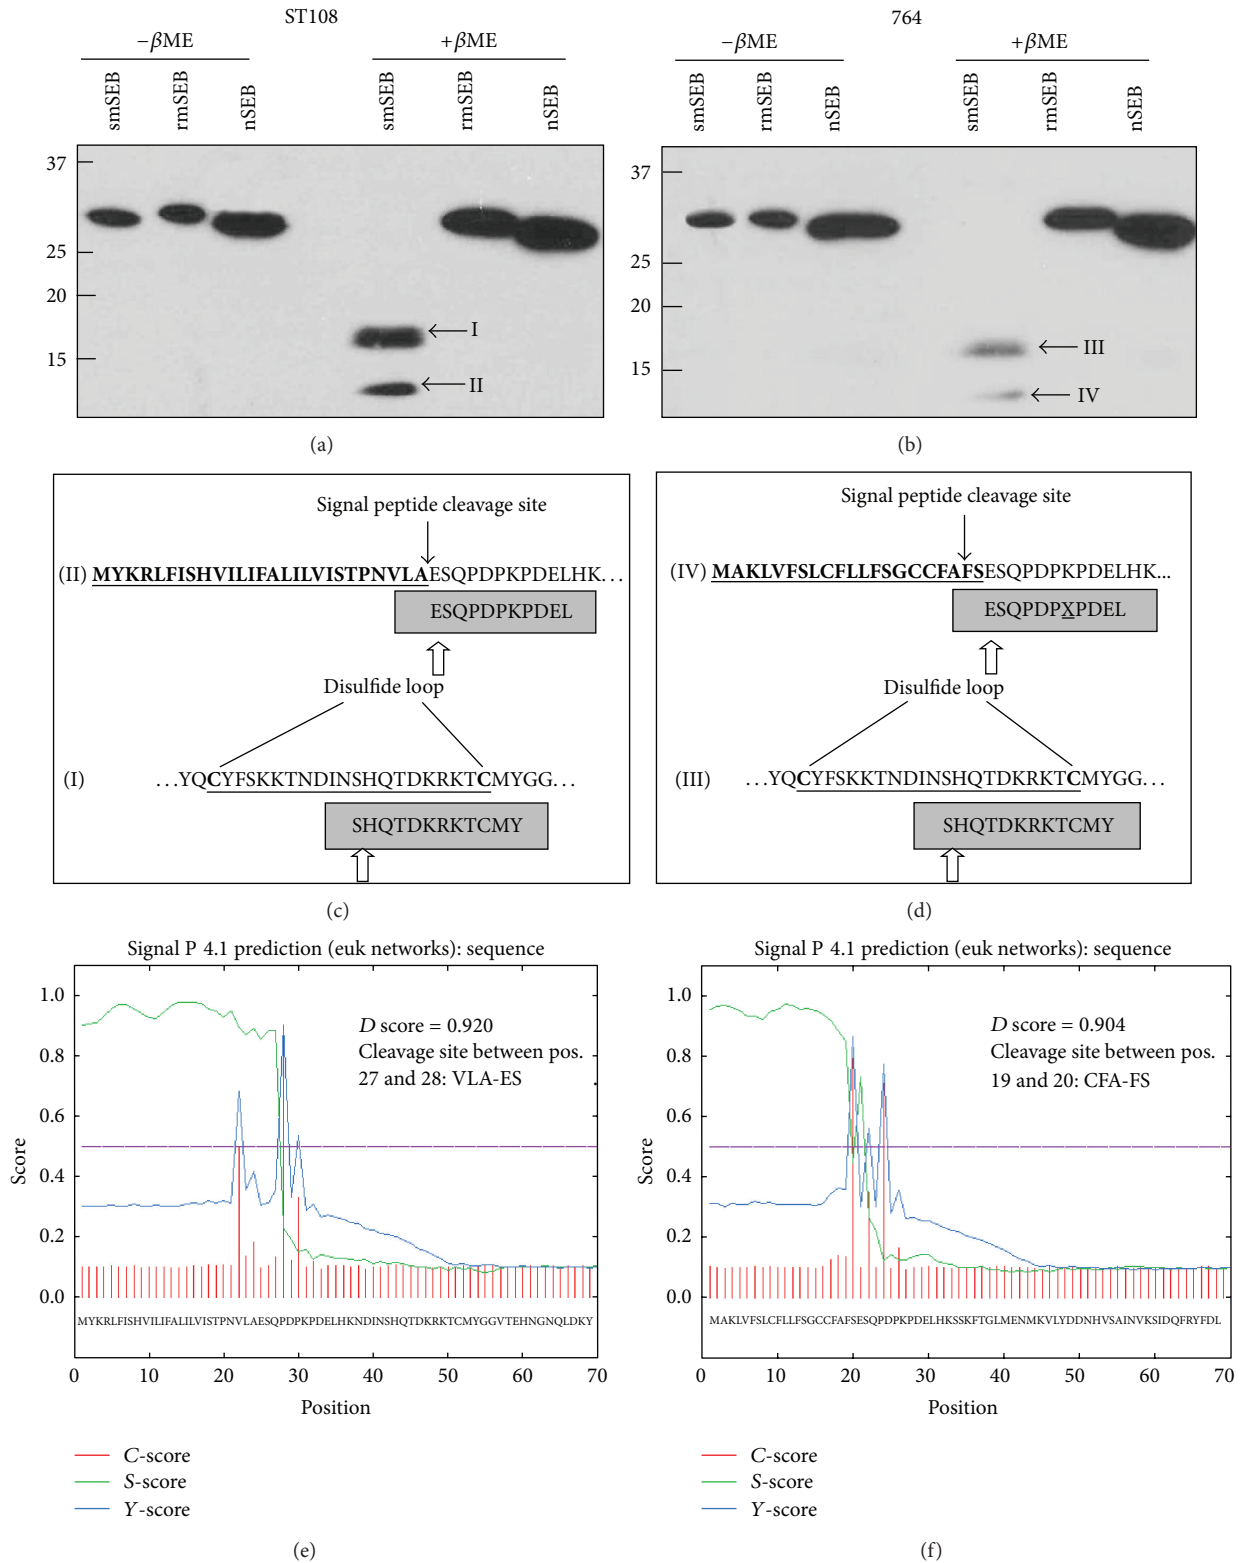 ST108
−βME
+βME
smSEB
rmSEB
nSEB
smSEB
rmSEB
nSEB
37
25
20
15
I
II
(a)
764
−βME
+βME
smSEB
rmSEB
nSEB
smSEB
rmSEB
nSEB
37
25
20
15
III
IV
(b)
Signal peptide cleavage site
(II) MYKRLFISHVILIFALILVISTPNVLAESQPDPKPDELHK...
ESQPDPKPDEL
Disulfide loop
(I) ...YQCYFSKKTNDINSHQTDKRKTCMYGG...
SHQTDKRKTCMY
(c)
Signal peptide cleavage site
(IV) MAKLVFSLCFLLFSGCCFAFSESQPDPKPDELHK...
ESQPDPXPDEL
Disulfide loop
(III) ...YQCYFSKKTNDINSHQTDKRKTCMYGG...
SHQTDKRKTCMY
(d)
Signal P 4.1 prediction (euk networks): sequence
1.0
0.8
0.6
0.4
0.2
0.0
Score
D score = 0.920
Cleavage site between pos.
27 and 28: VLA-ES
MYKRLFISHVILIFALILVISTPNVLAESQPDPKPDELHKNDINSHQTDKRKTCMYGGVTEHNGNQLDKY
0 10 20 30 40 50 60 70
Position
C-score
S-score
Y-score
(e)
Signal P 4.1 prediction (euk networks): sequence
1.0
0.8
0.6
0.4
0.2
0.0
Score
D score = 0.904
Cleavage site between pos.
19 and 20: CFA-FS
MAKLVFSLCFLLFSGCCFAFSESQPDPKPDELHKSSKFTGLMENMKVLYDDNHVSAINVKSIDQFRYFDL
0 10 20 30 40 50 60 70
Position
C-score
S-score
Y-score
(f)